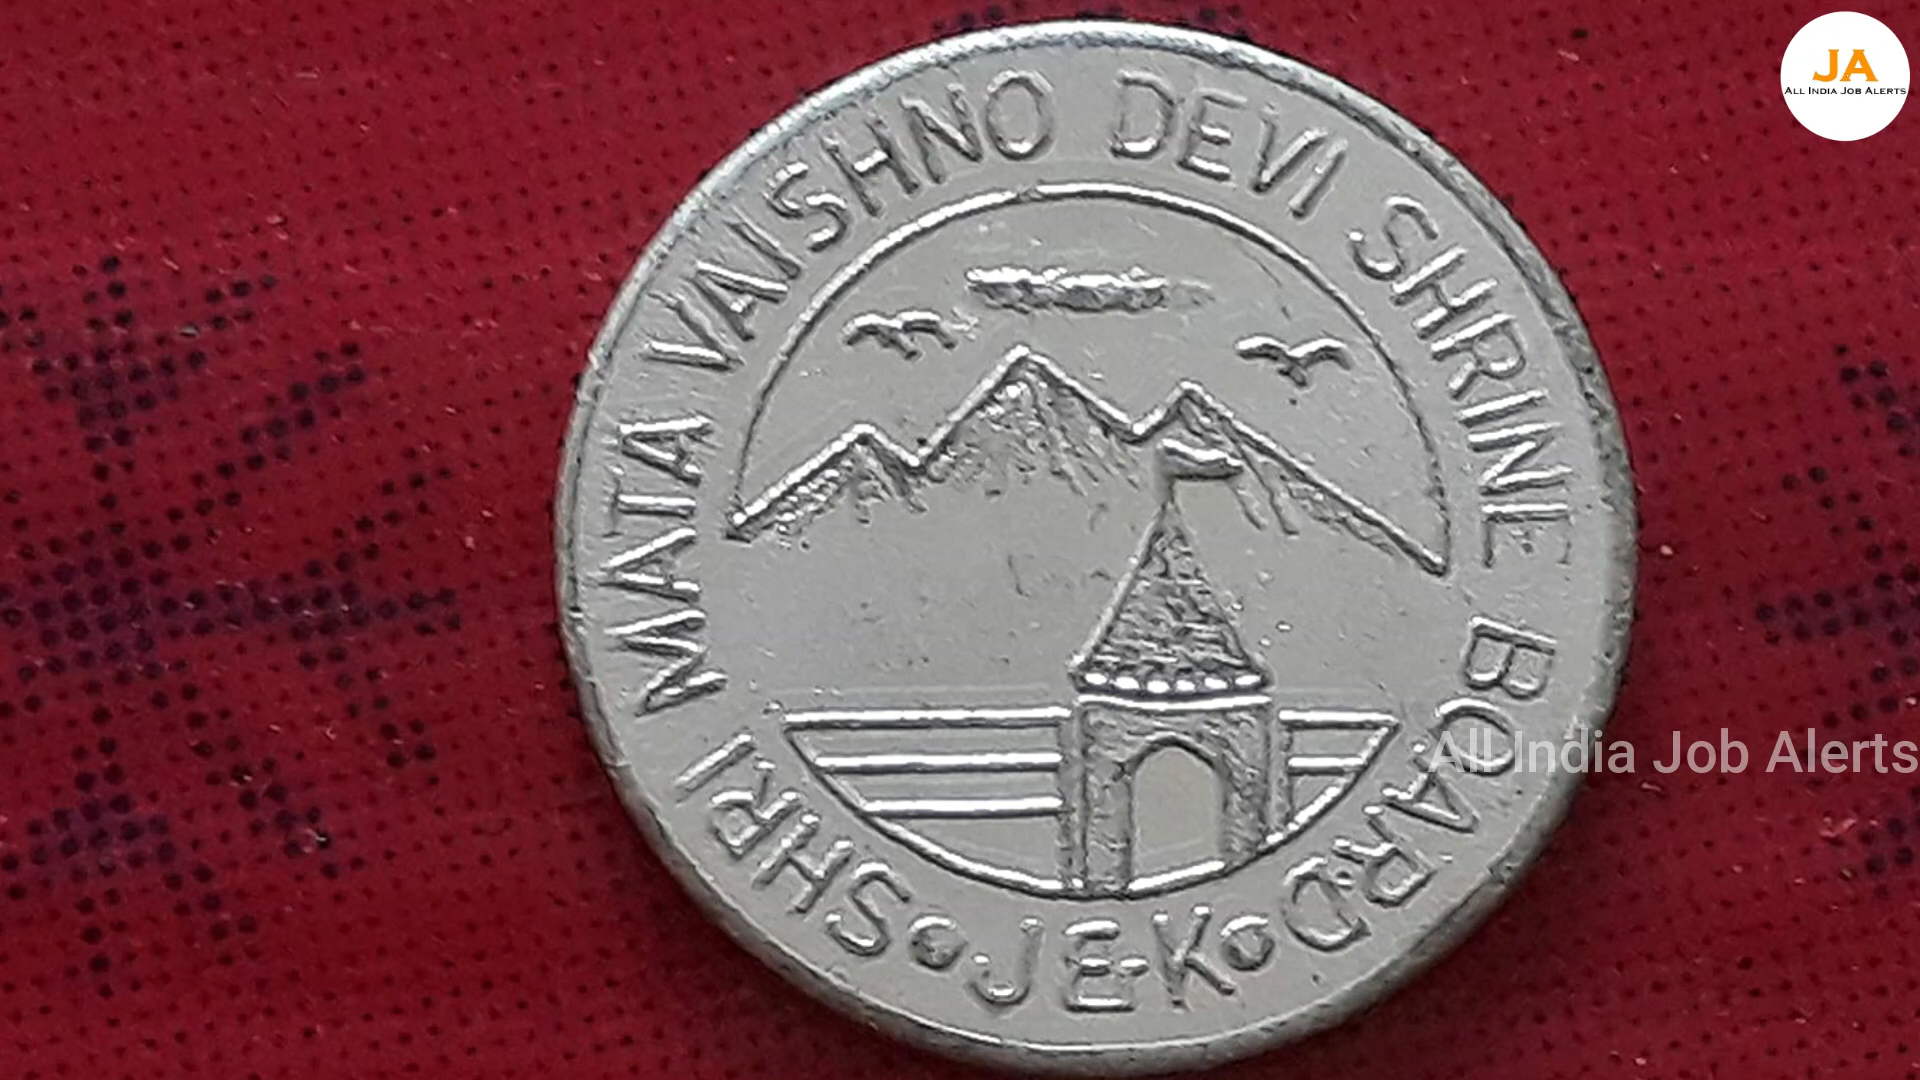 JA
ALL INDIA JOB ALERTS
SHRI MATA VAISHNO DEVI SHRINE BOARD
• J&K •
All India Job Alerts